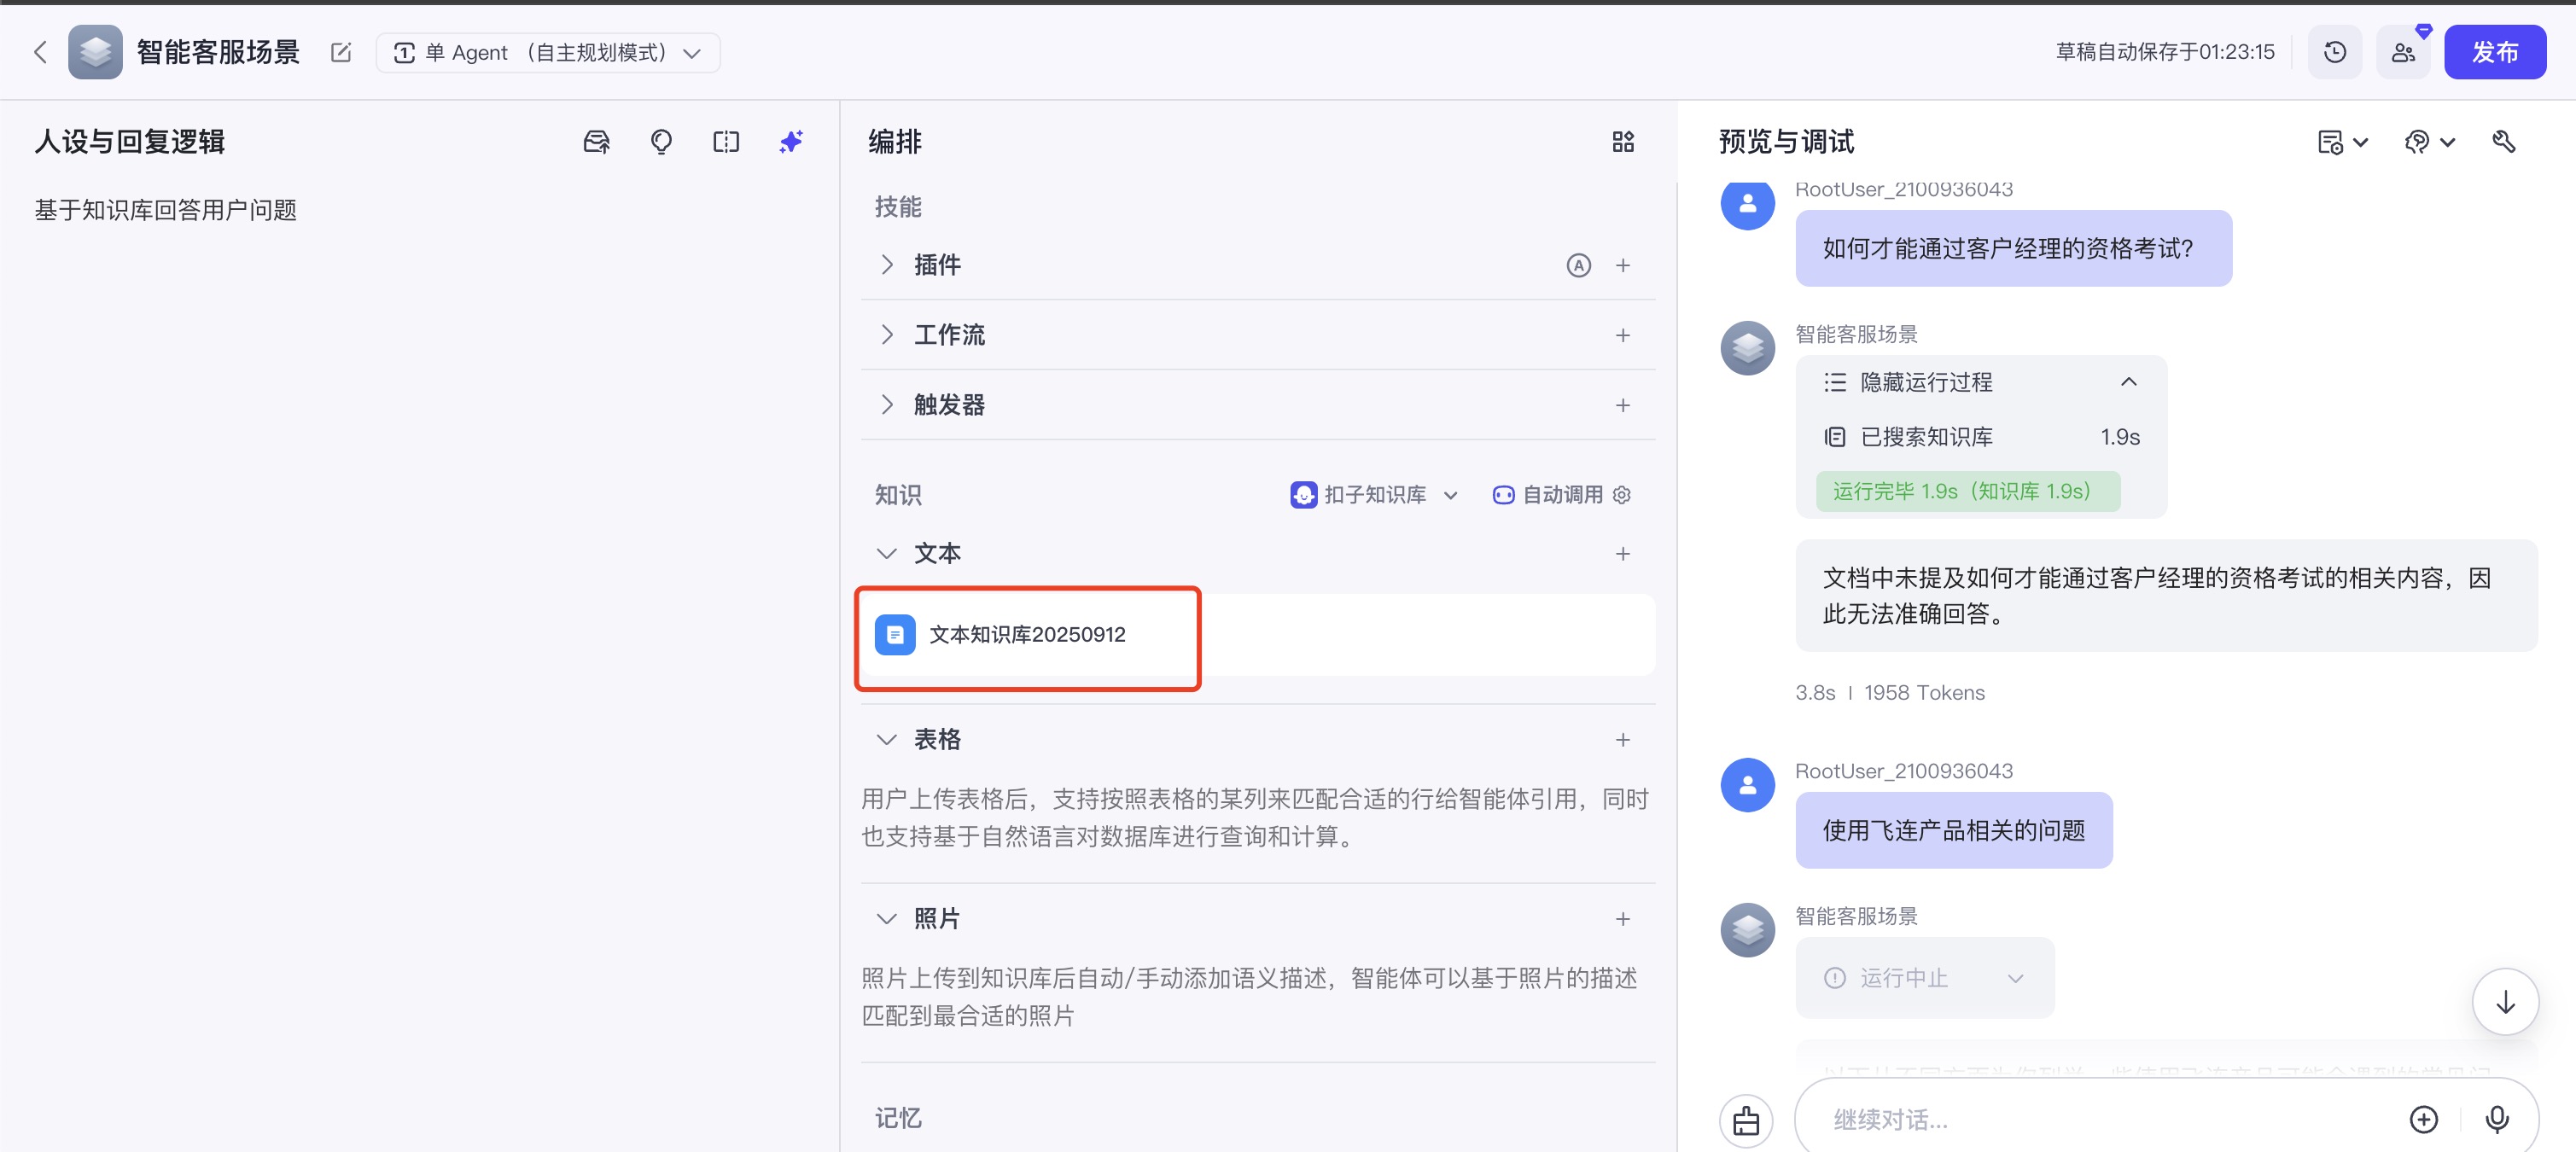 智能客服场景
1 单 Agent （自主规划模式）
草稿自动保存于01:23:15
发布
人设与回复逻辑
基于知识库回答用户问题
编排
技能
插件
A
工作流
触发器
知识
扣子知识库
自动调用
文本
文本知识库20250912
表格
用户上传表格后，支持按照表格的某列来匹配合适的行给智能体引用，同时
也支持基于自然语言对数据库进行查询和计算。
照片
照片上传到知识库后自动/手动添加语义描述，智能体可以基于照片的描述
匹配到最合适的照片
记忆
预览与调试
RootUser_2100936043
如何才能通过客户经理的资格考试?
智能客服场景
隐藏运行过程
已搜索知识库 1.9s
运行完毕 1.9s（知识库 1.9s）
文档中未提及如何才能通过客户经理的资格考试的相关内容，因
此无法准确回答。
3.8s | 1958 Tokens
RootUser_2100936043
使用飞连产品相关的问题
智能客服场景
运行中止
继续对话...